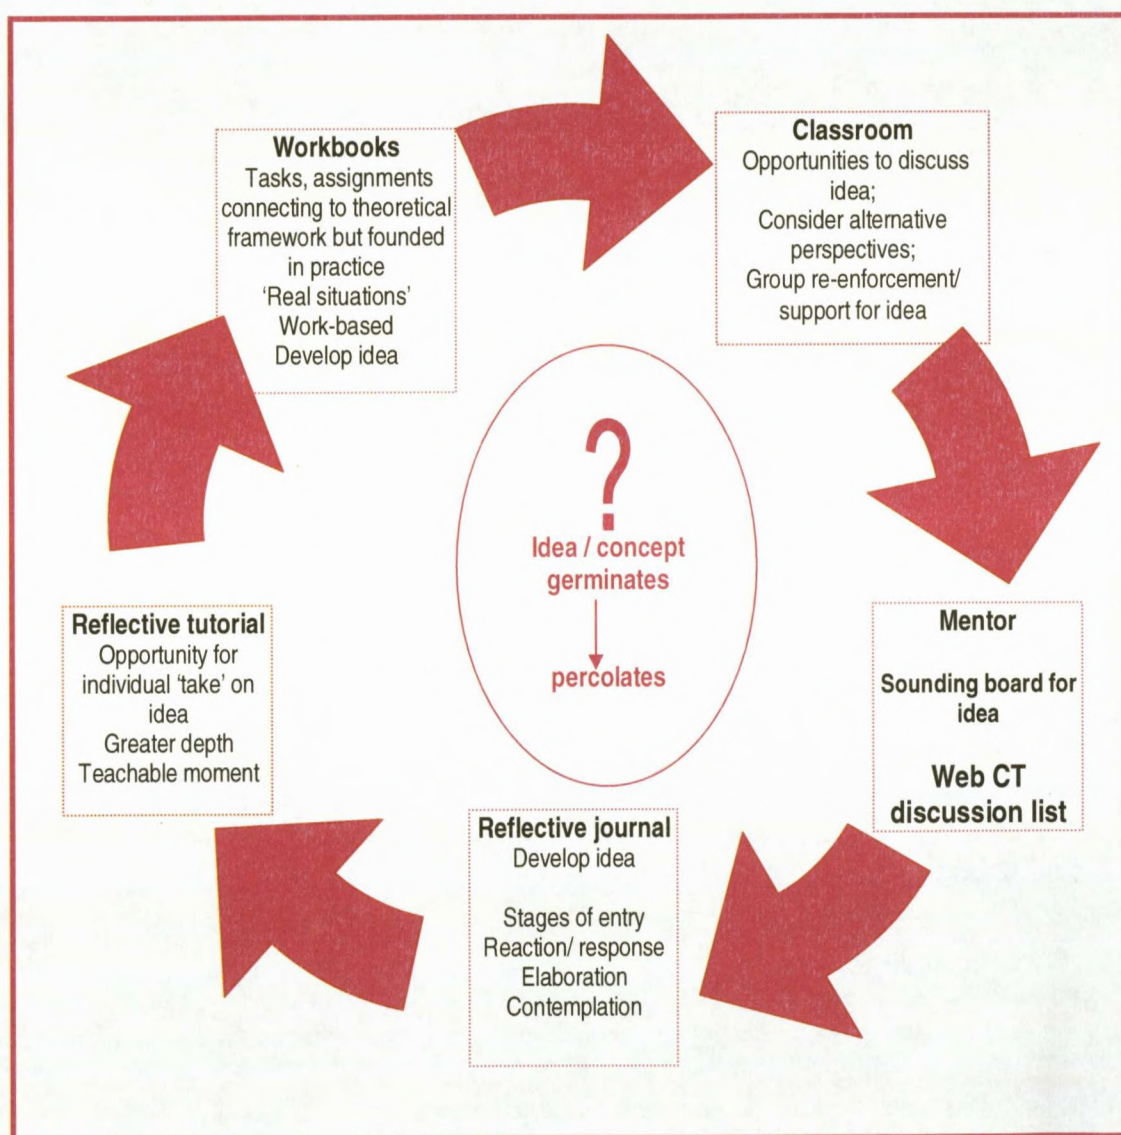 Workbooks
Tasks, assignments
connecting to theoretical
framework but founded
in practice
‘Real situations’
Work-based
Develop idea
Classroom
Opportunities to discuss
idea;
Consider alternative
perspectives;
Group re-enforcement/
support for idea
?
Idea / concept
germinates
percolates
Mentor
Sounding board for
idea
Web CT
discussion list
Reflective journal
Develop idea
Stages of entry
Reaction/ response
Elaboration
Contemplation
Reflective tutorial
Opportunity for
individual ‘take’ on
idea
Greater depth
Teachable moment